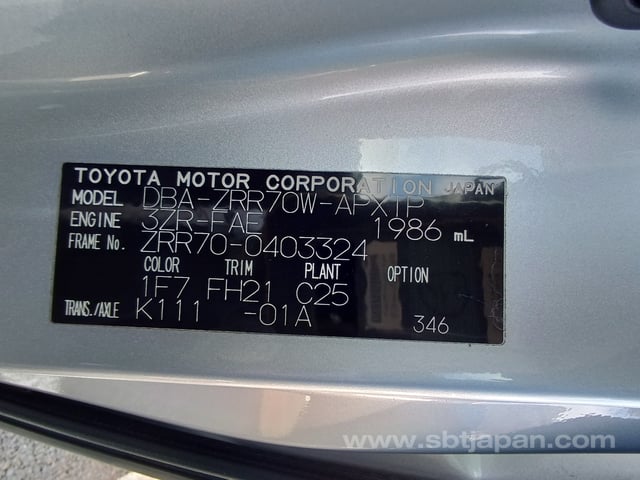 TOYOTA MOTOR CORPORATION JAPAN
MODEL DBA-ZRR70W-APXIP
ENGINE 3ZR-FAE 1986 mL
FRAME No. ZRR70-0403324
COLOR TRIM PLANT OPTION
1F7 FH21 C25
TRANS./AXLE K111 -01A 346
www.sbtjapan.com